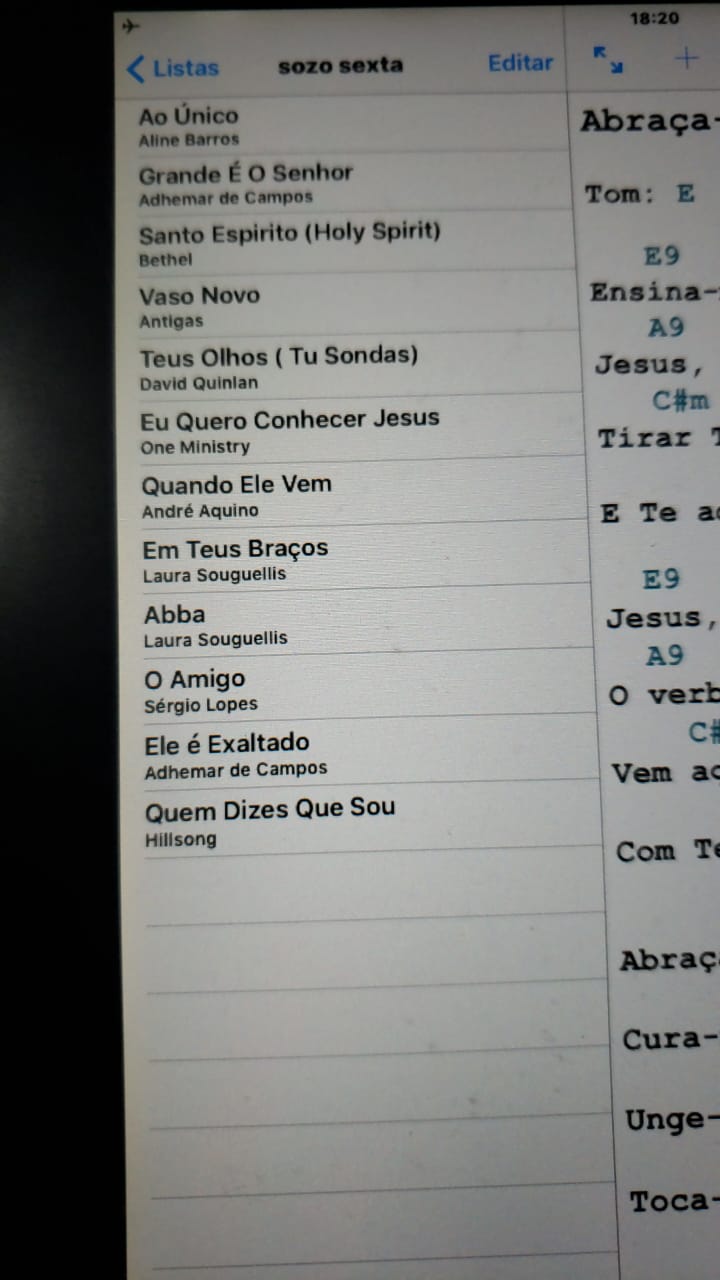 18:20
Listas
sozo sexta
Editar
Ao Único
Aline Barros
Grande É O Senhor
Adhemar de Campos
Santo Espirito (Holy Spirit)
Bethel
Vaso Novo
Antigas
Teus Olhos ( Tu Sondas)
David Quinlan
Eu Quero Conhecer Jesus
One Ministry
Quando Ele Vem
André Aquino
Em Teus Braços
Laura Souguellis
Abba
Laura Souguellis
O Amigo
Sérgio Lopes
Ele é Exaltado
Adhemar de Campos
Quem Dizes Que Sou
Hillsong
Abraça-
Tom: E
E9
Ensina-
A9
Jesus,
C#m
Tirar
E Te
E9
Jesus,
A9
O
C#
Vem
Com
Cura-
Unge-
Toca-